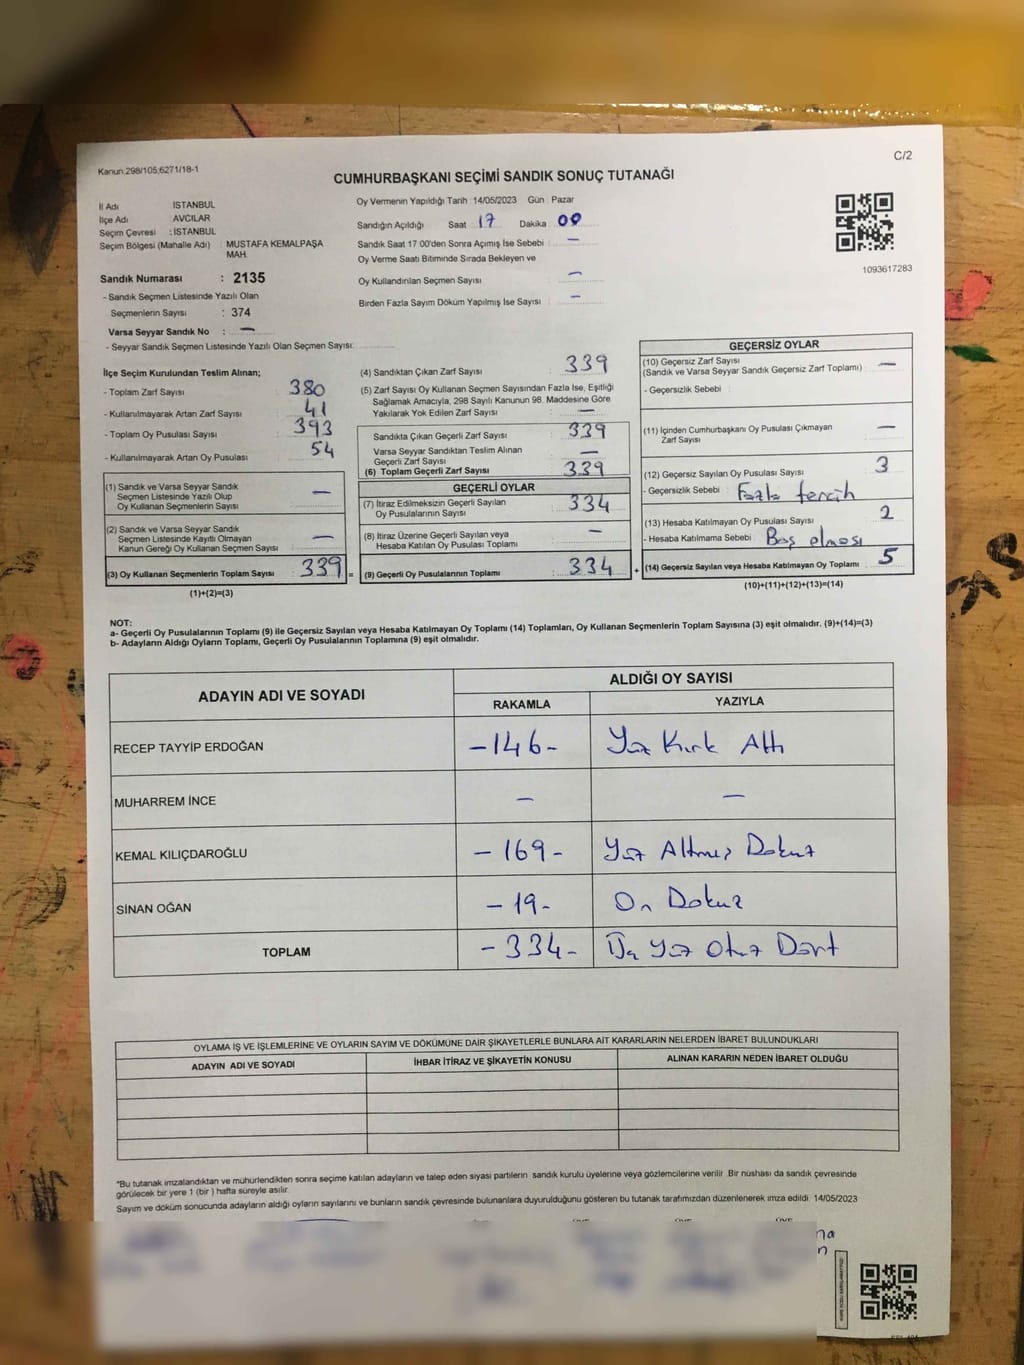 C/2
Kanun:298/105;6271/18-1
CUMHURBAŞKANI SEÇİMİ SANDIK SONUÇ TUTANAĞI
İl Adı İSTANBUL
İlçe Adı AVCILAR
Seçim Çevresi : İSTANBUL
Seçim Bölgesi (Mahalle Adı) : MUSTAFA KEMALPAŞA MAH.
Sandık Numarası : 2135
- Sandık Seçmen Listesinde Yazılı Olan
Seçmenlerin Sayısı : 374
Varsa Seyyar Sandık No : —
- Seyyar Sandık Seçmen Listesinde Yazılı Olan Seçmen Sayısı:
Oy Vermenin Yapıldığı Tarih :14/05/2023 Gün : Pazar
Sandığın Açıldığı Saat : 17 Dakika : 00
Sandık Saat 17:00'den Sonra Açımış İse Sebebi : —
Oy Verme Saati Bitiminde Sırada Bekleyen ve
Oy Kullandırılan Seçmen Sayısı : —
Birden Fazla Sayım Döküm Yapılmış İse Sayısı : —
1093617283
İlçe Seçim Kurulundan Teslim Alınan;
- Toplam Zarf Sayısı : 380
- Kullanılmayarak Artan Zarf Sayısı : 41
- Toplam Oy Pusulası Sayısı : 393
- Kullanılmayarak Artan Oy Pusulası : 54
(1) Sandık ve Varsa Seyyar Sandık
Seçmen Listesinde Yazılı Olup
Oy Kullanan Seçmenlerin Sayısı : —
(2) Sandık ve Varsa Seyyar Sandık
Seçmen Listesinde Kayıtlı Olmayan
Kanun Gereği Oy Kullanan Seçmen Sayısı : —
(3) Oy Kullanan Seçmenlerin Toplam Sayısı : 339 =
(1)+(2)=(3)
(4) Sandıktan Çıkan Zarf Sayısı : 339
(5) Zarf Sayısı Oy Kullanan Seçmen Sayısından Fazla İse, Eşitliği
Sağlamak Amacıyla, 298 Sayılı Kanunun 98. Maddesine Göre
Yakılarak Yok Edilen Zarf Sayısı : —
Sandıkta Çıkan Geçerli Zarf Sayısı : 339
Varsa Seyyar Sandıktan Teslim Alınan
Geçerli Zarf Sayısı : —
(6) Toplam Geçerli Zarf Sayısı : 339
GEÇERLİ OYLAR
(7) İtiraz Edilmeksizin Geçerli Sayılan
Oy Pusulalarının Sayısı : 334
(8) İtiraz Üzerine Geçerli Sayılan veya
Hesaba Katılan Oy Pusulası Toplamı : —
(9) Geçerli Oy Pusulalarının Toplamı : 334 +
GEÇERSİZ OYLAR
(10) Geçersiz Zarf Sayısı
(Sandık ve Varsa Seyyar Sandık Geçersiz Zarf Toplamı) : —
- Geçersizlik Sebebi :
(11) İçinden Cumhurbaşkanı Oy Pusulası Çıkmayan
Zarf Sayısı : —
(12) Geçersiz Sayılan Oy Pusulası Sayısı : 3
- Geçersizlik Sebebi : Fazla tercih
(13) Hesaba Katılmayan Oy Pusulası Sayısı : 2
- Hesaba Katılmama Sebebi : Boş olması
(14) Geçersiz Sayılan veya Hesaba Katılmayan Oy Toplamı : 5
(10)+(11)+(12)+(13)=(14)
NOT:
a- Geçerli Oy Pusulalarının Toplamı (9) ile Geçersiz Sayılan veya Hesaba Katılmayan Oy Toplamı (14) Toplamları, Oy Kullanan Seçmenlerin Toplam Sayısına (3) eşit olmalıdır. (9)+(14)=(3)
b- Adayların Aldığı Oyların Toplamı, Geçerli Oy Pusulalarının Toplamına (9) eşit olmalıdır.
ADAYIN ADI VE SOYADI ALDIĞI OY SAYISI
RAKAMLA YAZIYLA
RECEP TAYYİP ERDOĞAN -146- Yüz Kırk Altı
MUHARREM İNCE — —
KEMAL KILIÇDAROĞLU -169- Yüz Altmış Dokuz
SİNAN OĞAN -19- On Dokuz
TOPLAM -334- Üç Yüz Otuz Dört
OYLAMA İŞ VE İŞLEMLERİNE VE OYLARIN SAYIM VE DÖKÜMÜNE DAİR ŞİKAYETLERLE BUNLARA AİT KARARLARIN NELERDEN İBARET BULUNDUKLARI
ADAYIN ADI VE SOYADI İHBAR İTİRAZ VE ŞİKAYETİN KONUSU ALINAN KARARIN NEDEN İBARET OLDUĞU
*Bu tutanak imzalandıktan ve mühürlendikten sonra seçime katılan adayların ve talep eden siyasi partilerin sandık kurulu üyelerine veya gözlemcilerine verilir. Bir nüshası da sandık çevresinde
görülecek bir yere 1 (bir ) hafta süreyle asılır.
Sayım ve döküm sonucunda adayların aldığı oyların sayılarını ve bunların sandık çevresinde bulunanlara duyurulduğunu gösteren bu tutanak tarafımızdan düzenlenerek imza edildi. 14/05/2023